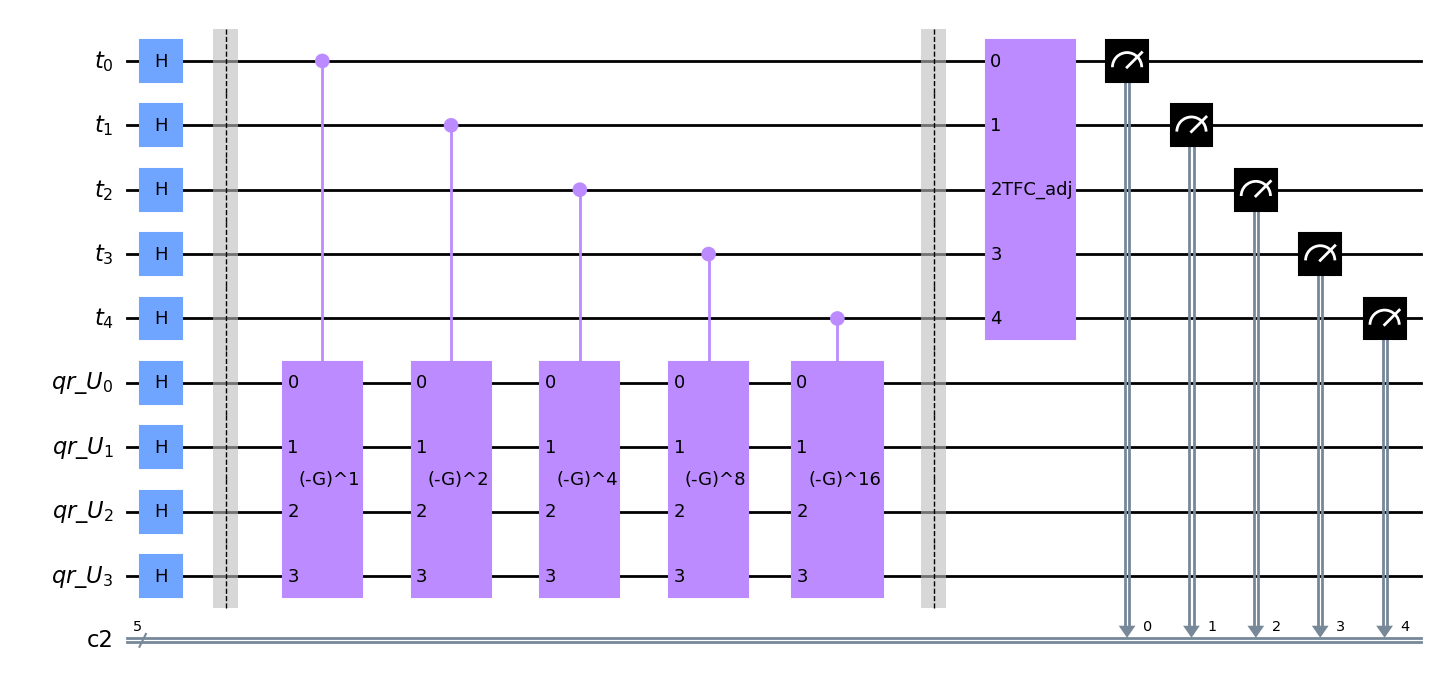 t0 H 0
t1 H 1
t2 H 2TFC_adj
t3 H 3
t4 H 4
qr_U0 H 0 0 0 0 0
qr_U1 H 1 1 1 1 1
(-G)^1 (-G)^2 (-G)^4 (-G)^8 (-G)^16
qr_U2 H 2 2 2 2 2
qr_U3 H 3 3 3 3 3
5 0 1 2 3 4
c2